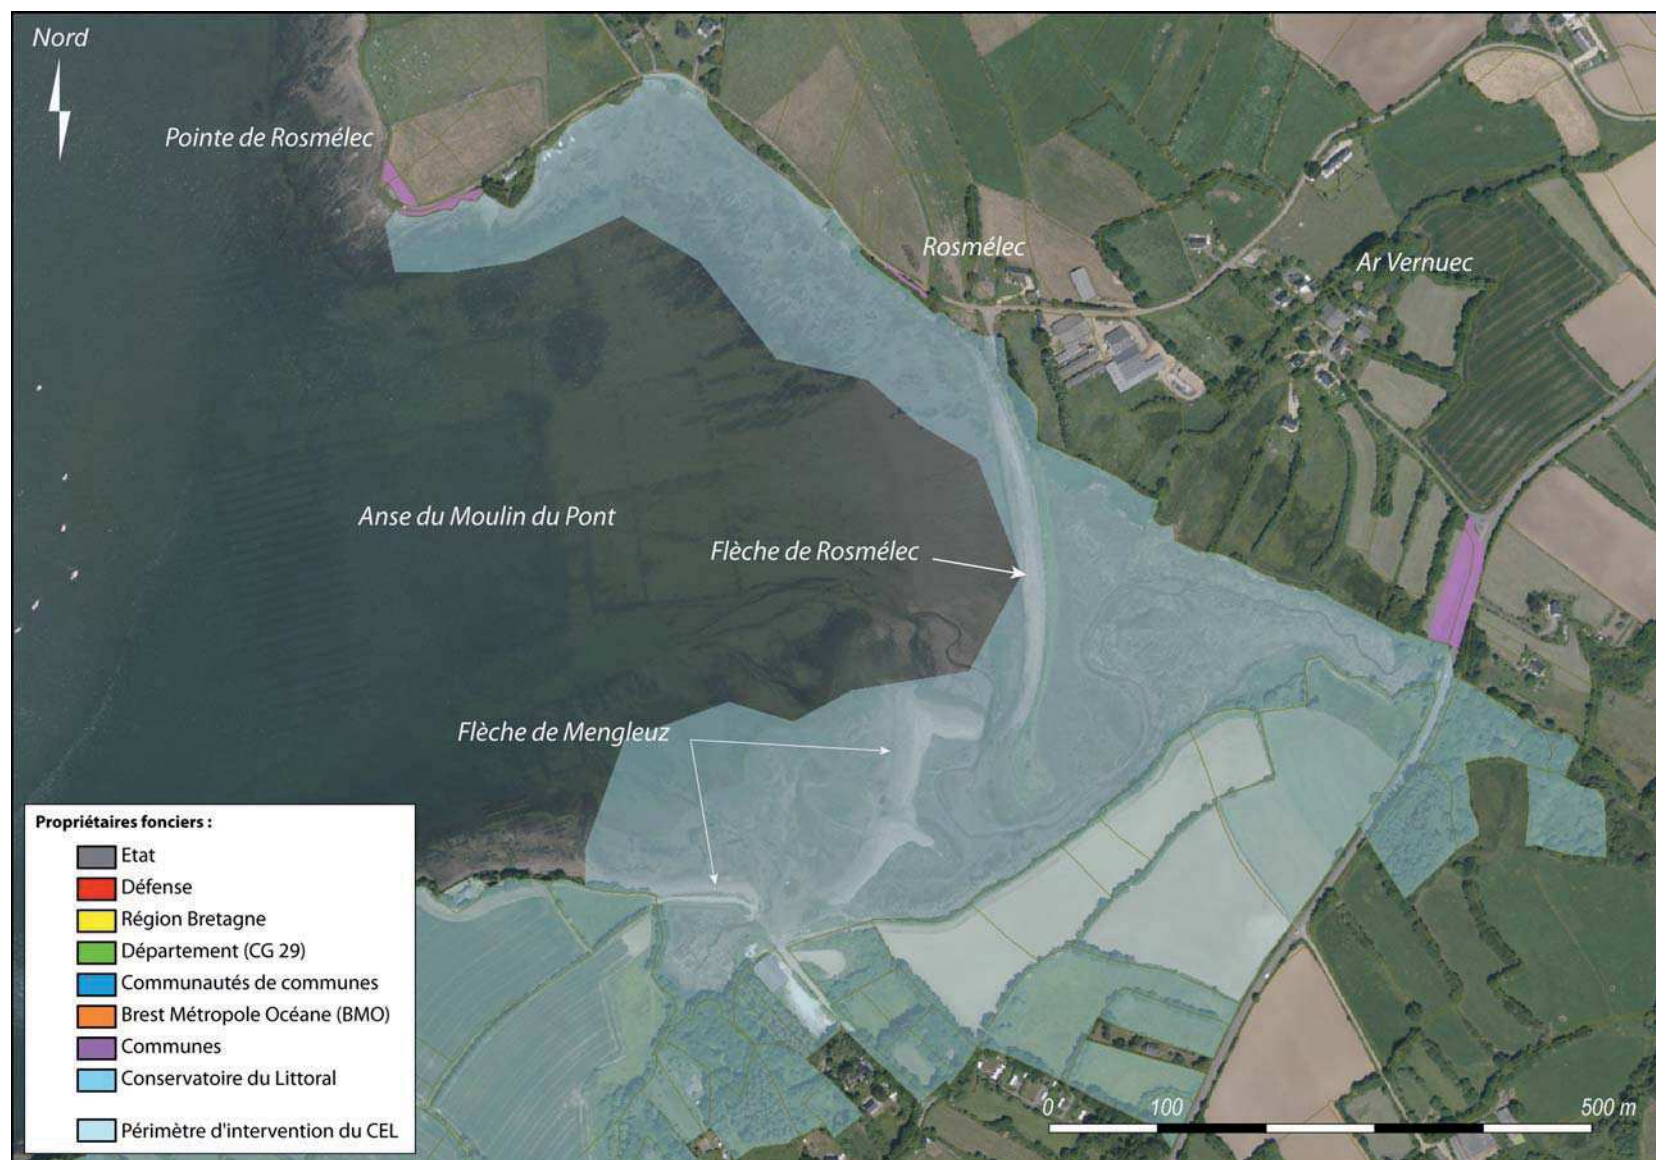 Nord
Pointe de Rosmélec
Rosmélec
Ar Vernuec
Anse du Moulin du Pont
Flèche de Rosmélec
Flèche de Mengleuz
Propriétaires fonciers :
Etat
Défense
Région Bretagne
Département (CG 29)
Communautés de communes
Brest Métropole Océane (BMO)
Communes
Conservatoire du Littoral
Périmètre d'intervention du CEL
0 100 500 m